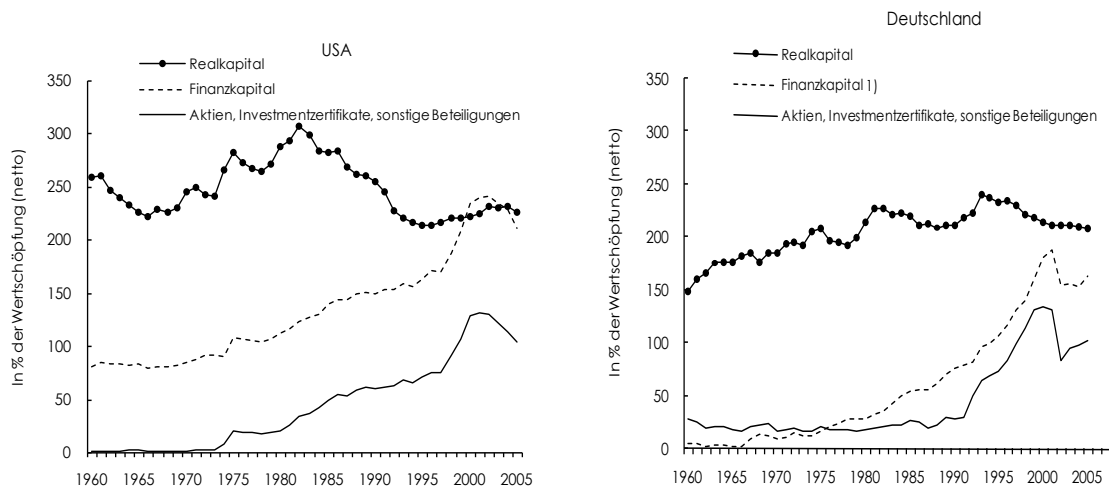 USA
Realkapital
Finanzkapital
Aktien, Investmentzertifikate, sonstige Beteiligungen
In % der Wertschöpfung (netto)
350
300
250
200
150
100
50
0
1960 1965 1970 1975 1980 1985 1990 1995 2000 2005
Deutschland
Realkapital
Finanzkapital 1)
Aktien, Investmentzertifikate, sonstige Beteiligungen
In % der Wertschöpfung (netto)
350
300
250
200
150
100
50
0
1960 1965 1970 1975 1980 1985 1990 1995 2000 2005